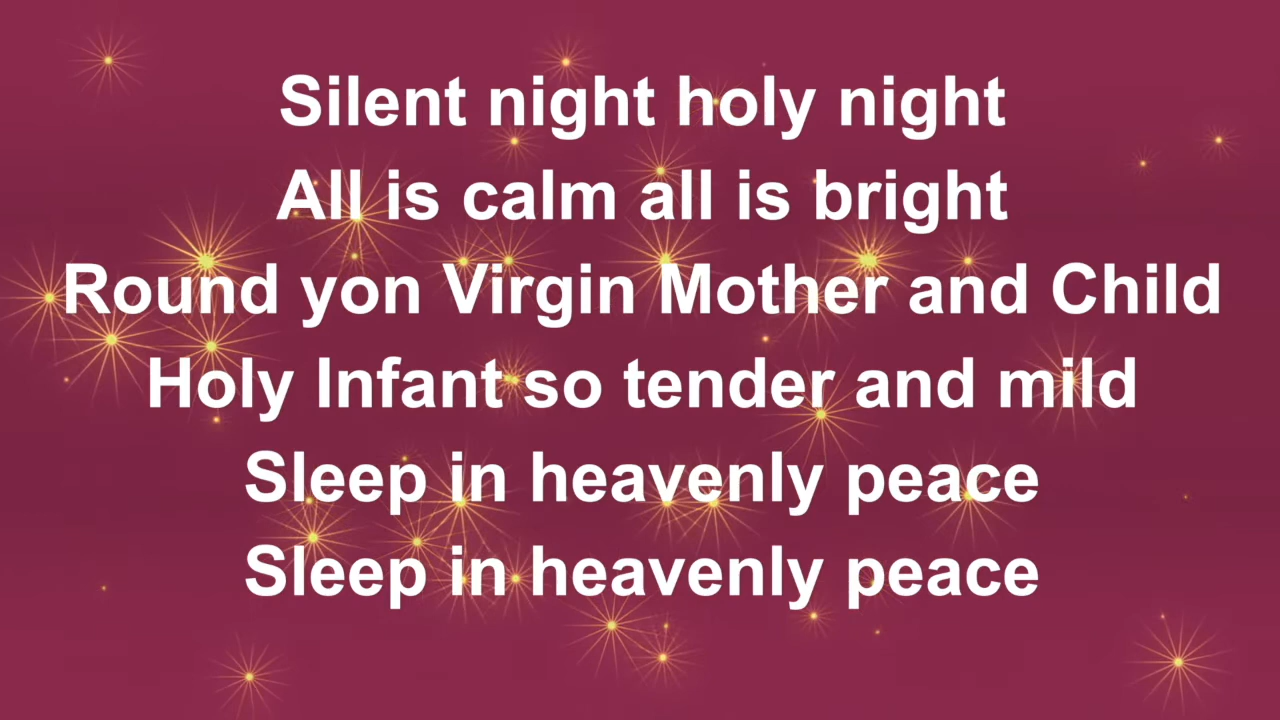 Silent night holy night
All is calm all is bright
Round yon Virgin Mother and Child
Holy Infant so tender and mild
Sleep in heavenly peace
Sleep in heavenly peace